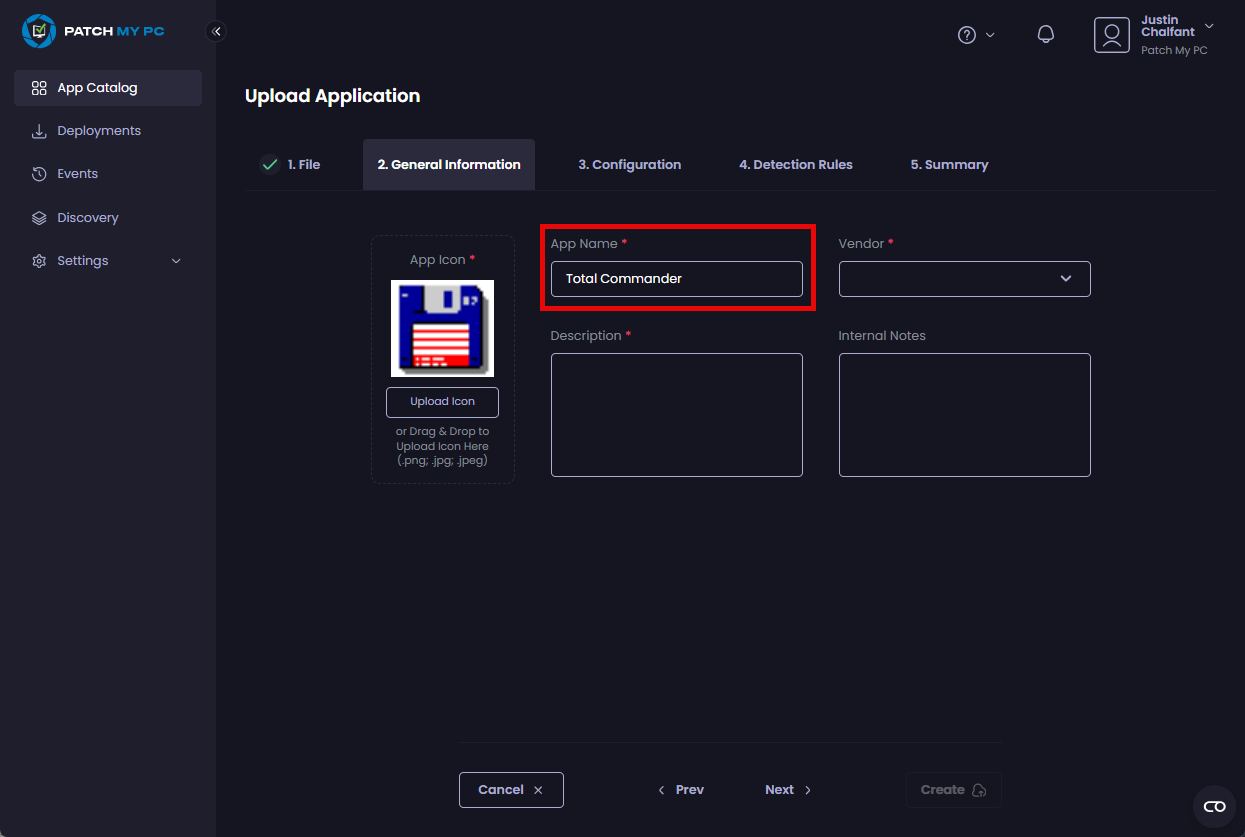 PATCH MY PC
Justin
Chalfant
Patch My PC
App Catalog
Deployments
Events
Discovery
Settings
Upload Application
1. File
2. General Information
3. Configuration
4. Detection Rules
5. Summary
App Icon *
Upload Icon
or Drag & Drop to
Upload Icon Here
(.png; .jpg; .jpeg)
App Name *
Total Commander
Vendor *
Description *
Internal Notes
Cancel
Prev
Next
Create